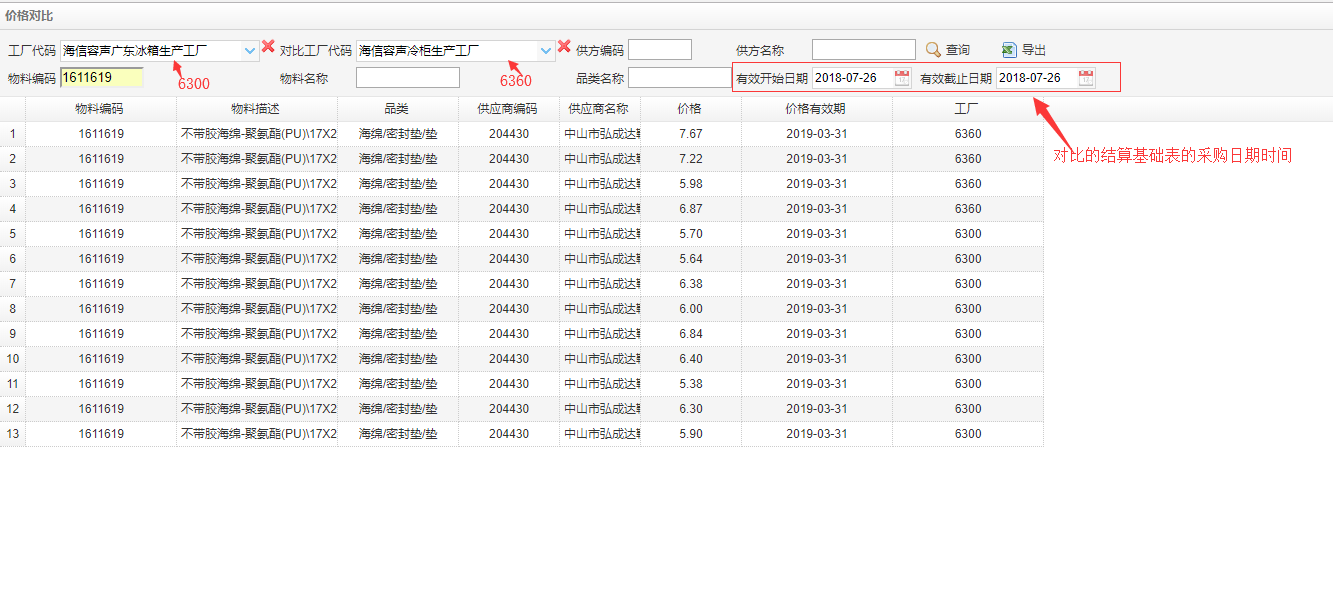 价格对比
工厂代码 海信容声广东冰箱生产工厂 对比工厂代码 海信容声冷柜生产工厂 供方编码 供方名称 查询 导出
物料编码 1611619 6300 物料名称 6360 品类名称 有效开始日期 2018-07-26 有效截止日期 2018-07-26
物料编码 物料描述 品类 供应商编码 供应商名称 价格 价格有效期 工厂
对比的结算基础表的采购日期时间
1 1611619 不带胶海绵-聚氨酯(PU)\17X2 海绵/密封垫/垫 204430 中山市弘成达 7.67 2019-03-31 6360
2 1611619 不带胶海绵-聚氨酯(PU)\17X2 海绵/密封垫/垫 204430 中山市弘成达 7.22 2019-03-31 6360
3 1611619 不带胶海绵-聚氨酯(PU)\17X2 海绵/密封垫/垫 204430 中山市弘成达 5.98 2019-03-31 6360
4 1611619 不带胶海绵-聚氨酯(PU)\17X2 海绵/密封垫/垫 204430 中山市弘成达 6.87 2019-03-31 6360
5 1611619 不带胶海绵-聚氨酯(PU)\17X2 海绵/密封垫/垫 204430 中山市弘成达 5.70 2019-03-31 6300
6 1611619 不带胶海绵-聚氨酯(PU)\17X2 海绵/密封垫/垫 204430 中山市弘成达 5.64 2019-03-31 6300
7 1611619 不带胶海绵-聚氨酯(PU)\17X2 海绵/密封垫/垫 204430 中山市弘成达 6.38 2019-03-31 6300
8 1611619 不带胶海绵-聚氨酯(PU)\17X2 海绵/密封垫/垫 204430 中山市弘成达 6.00 2019-03-31 6300
9 1611619 不带胶海绵-聚氨酯(PU)\17X2 海绵/密封垫/垫 204430 中山市弘成达 6.84 2019-03-31 6300
10 1611619 不带胶海绵-聚氨酯(PU)\17X2 海绵/密封垫/垫 204430 中山市弘成达 6.40 2019-03-31 6300
11 1611619 不带胶海绵-聚氨酯(PU)\17X2 海绵/密封垫/垫 204430 中山市弘成达 5.38 2019-03-31 6300
12 1611619 不带胶海绵-聚氨酯(PU)\17X2 海绵/密封垫/垫 204430 中山市弘成达 6.30 2019-03-31 6300
13 1611619 不带胶海绵-聚氨酯(PU)\17X2 海绵/密封垫/垫 204430 中山市弘成达 5.90 2019-03-31 6300